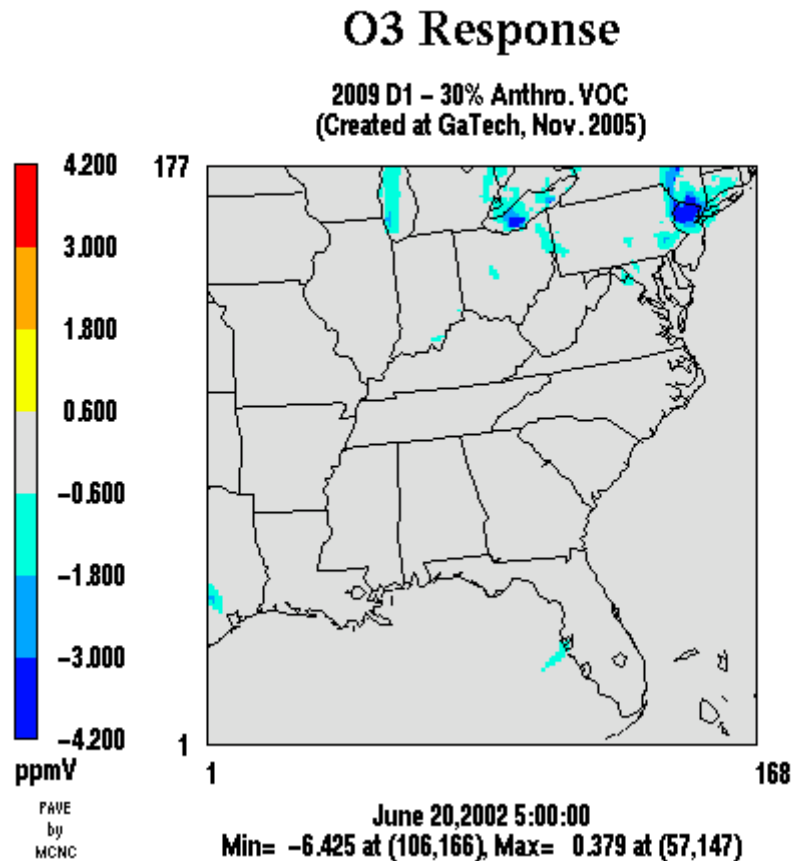 O3 Response
2009 D1 – 30% Anthro. VOC
(Created at GaTech, Nov. 2005)
4.200
3.000
1.800
0.600
−0.600
−1.800
−3.000
−4.200
ppmV
PAVE
by
MCNC
177
1
1
168
June 20,2002 5:00:00
Min= −6.425 at (106,166), Max= 0.379 at (57,147)